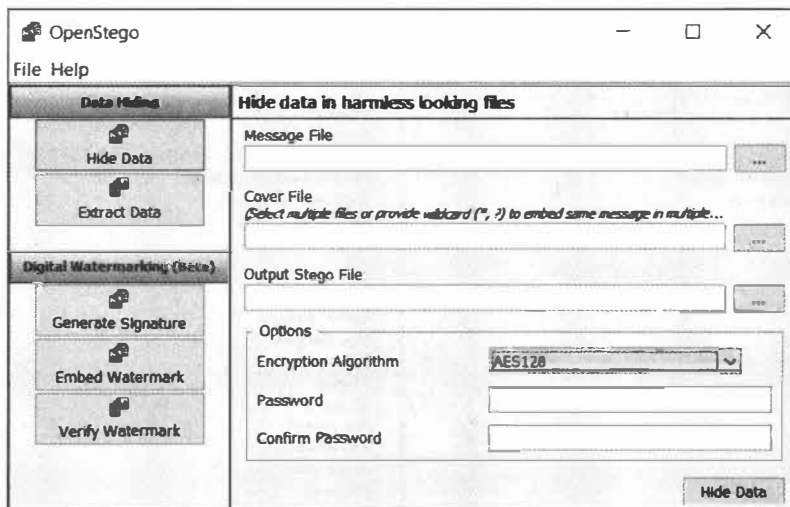 OpenStego
File Help
Data Hiding
Hide Data
Extract Data
Digital Watermarking (Beta)
Generate Signature
Embed Watermark
Verify Watermark
Hide data in harmless looking files
Message File
...
Cover File
(Select multiple files or provide wildcard (*, ?) to embed same message in multiple...
...
Output Stego File
...
Options
Encryption Algorithm
AES128
Password
Confirm Password
Hide Data